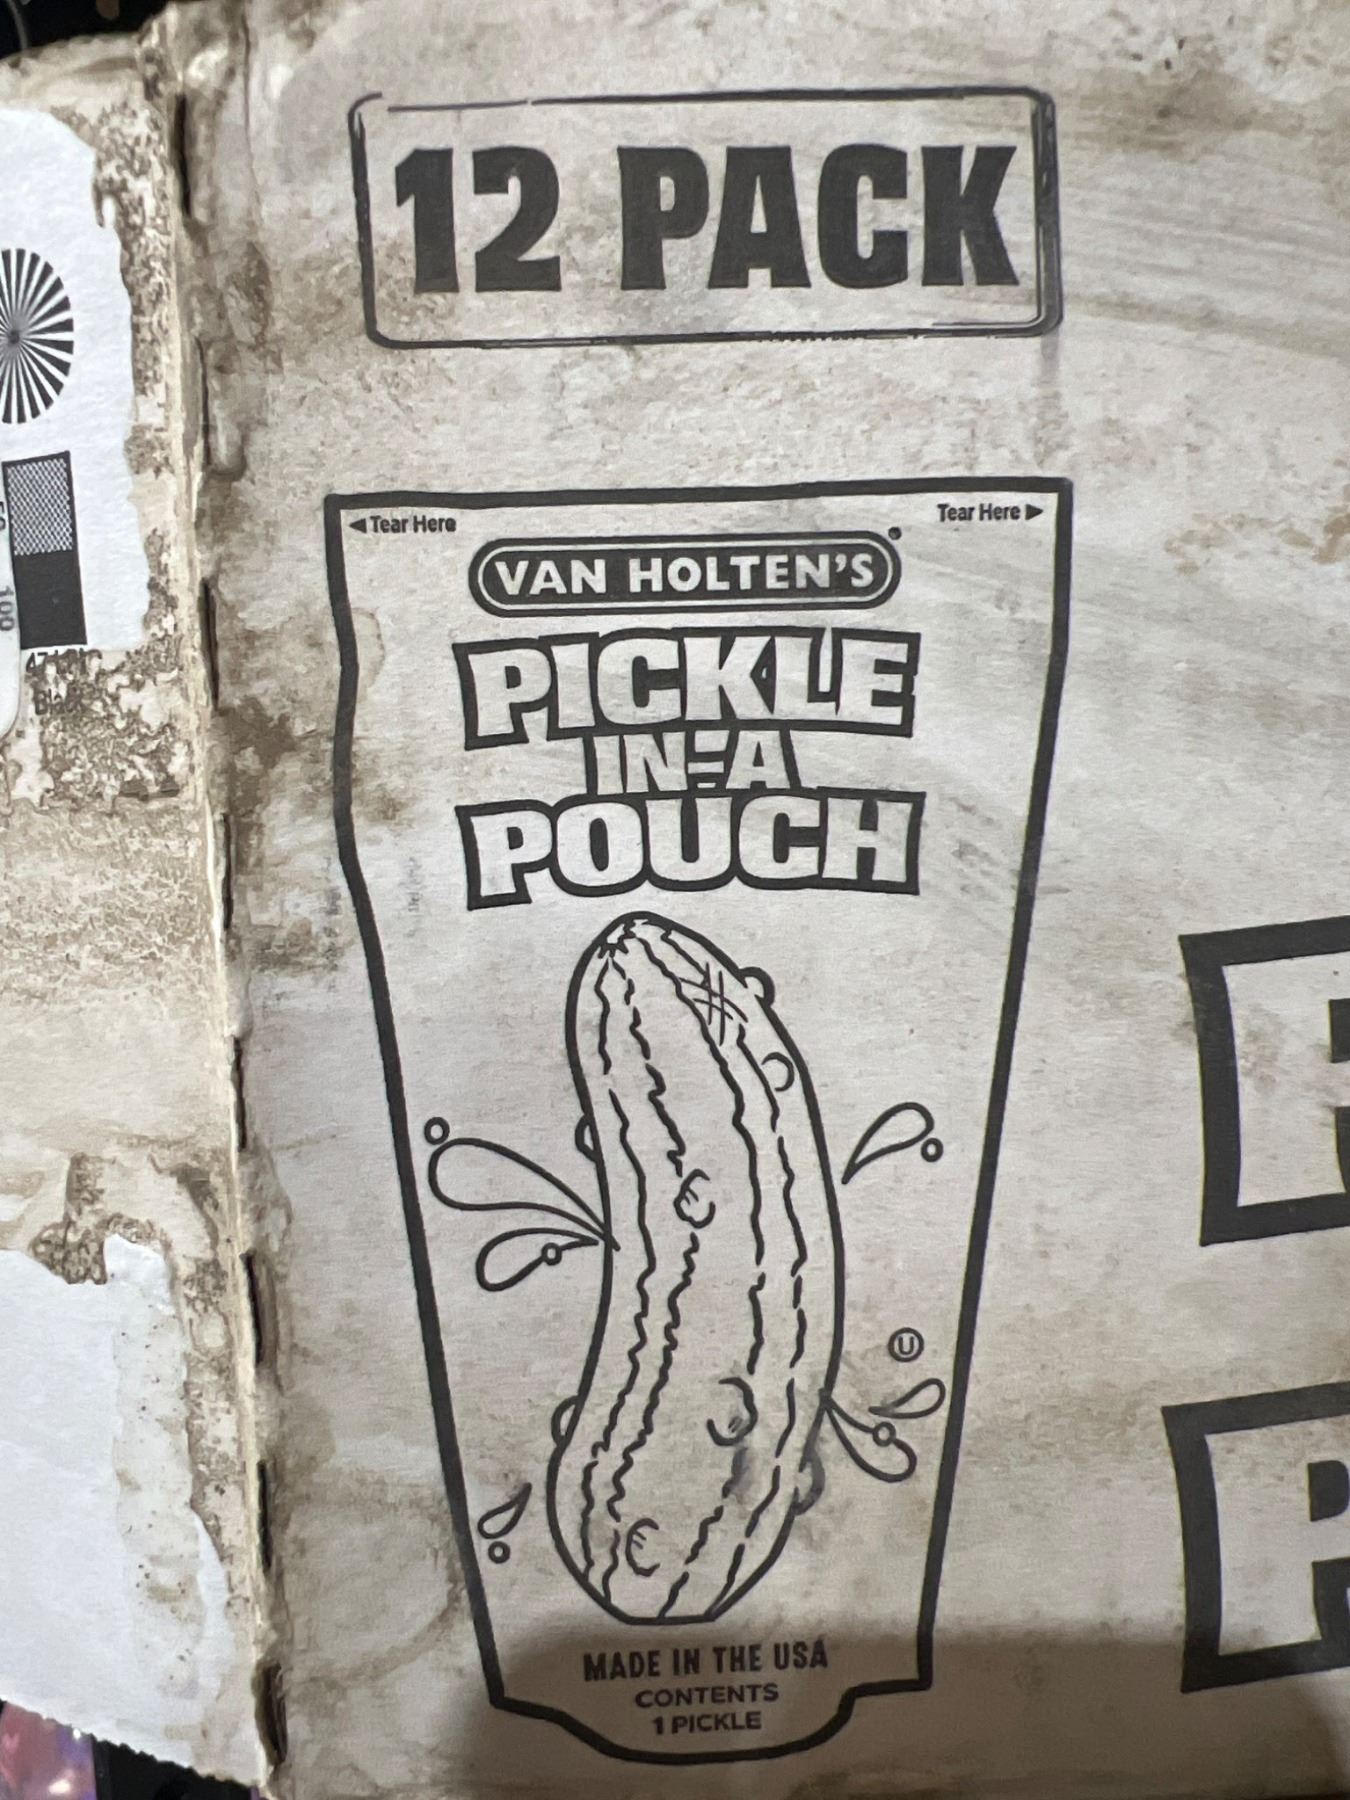 12 PACK
◄ Tear Here
Tear Here ►
VAN HOLTEN'S
PICKLE
IN-A
POUCH
U
MADE IN THE USA
CONTENTS
1 PICKLE
100
P
P